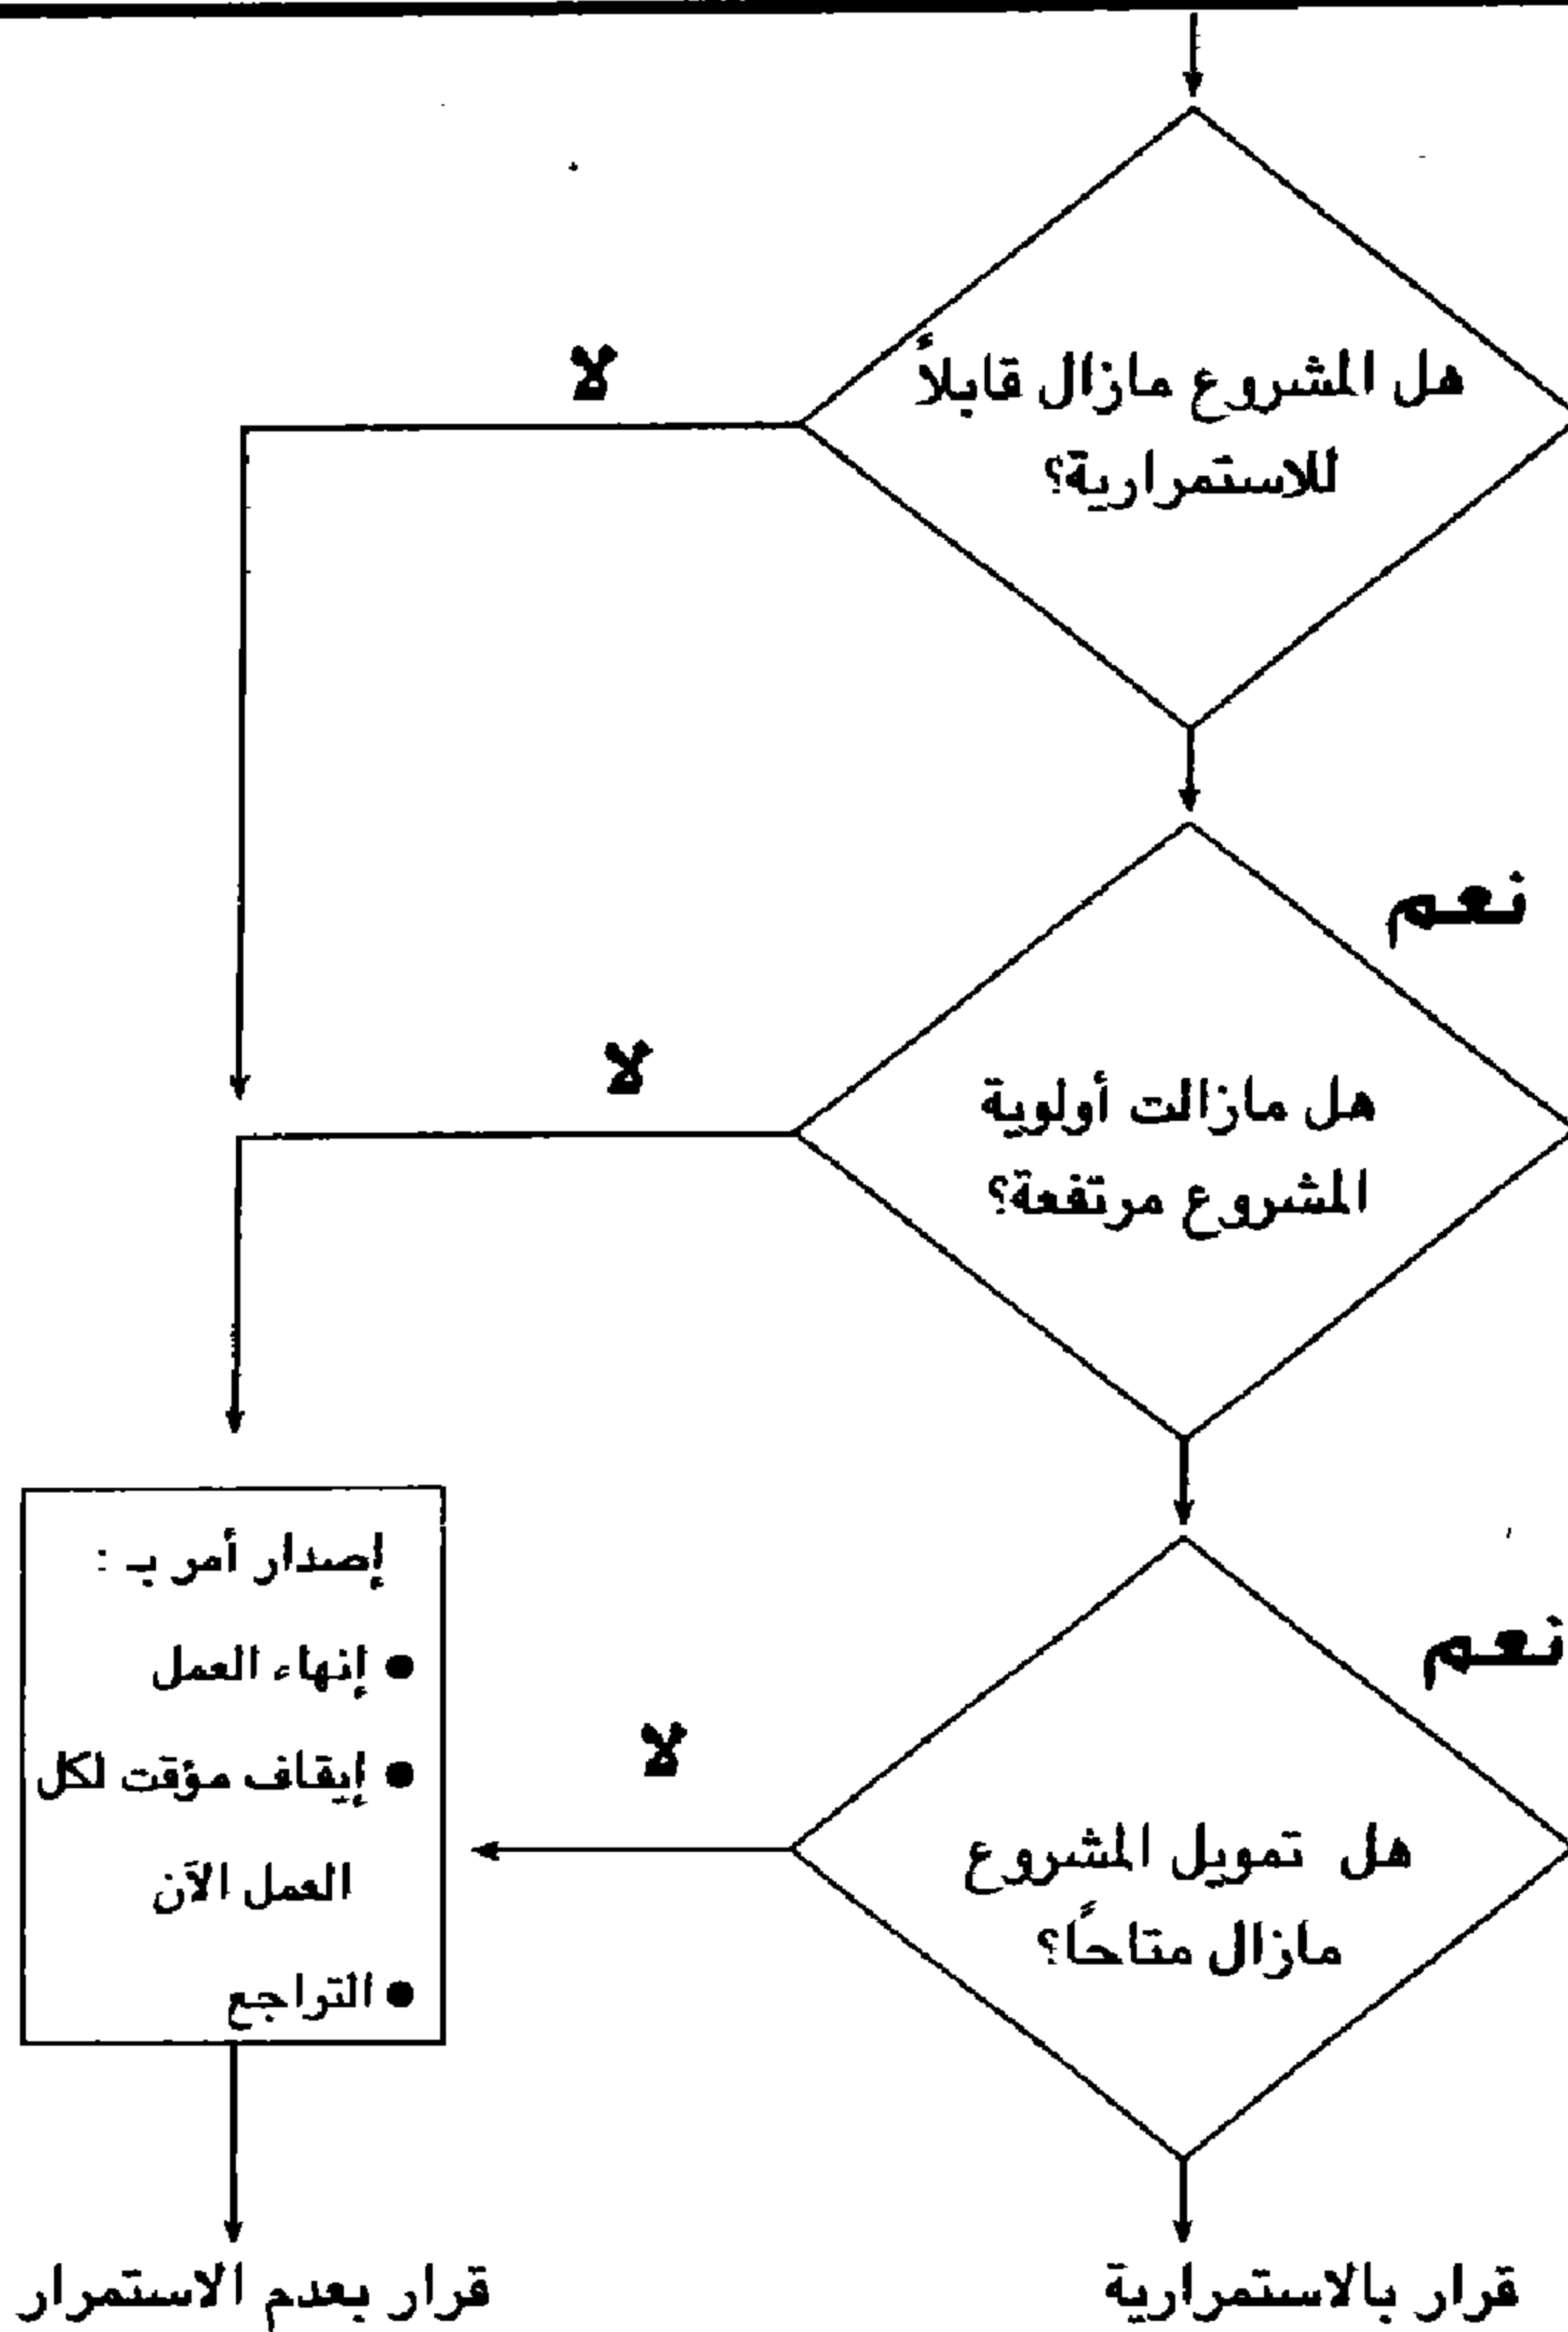 هل المشروع مازال قابلاً
للاستمرارية؟
لا
نعم
هل مازالت أولوية
المشروع مرتفعة؟
لا
نعم
هل تمويل المشروع
مازال متاحاً؟
لا
إصدار أمر بـ :
● إنهاء العمل
● إيقاف مؤقت لكل
العمل الآن
● التراجع
قرار بالاستمرارية
قرار بعدم الاستمرار